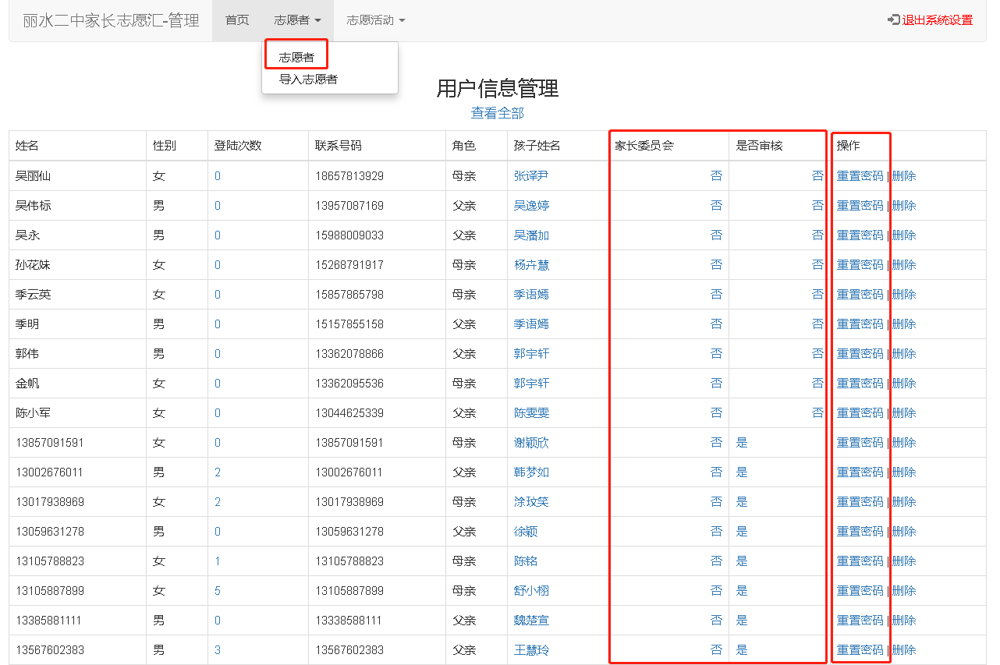 丽水二中家长志愿汇-管理 首页 志愿者 志愿活动 退出系统设置
志愿者
导入志愿者
用户信息管理
查看全部
姓名 性别 登陆次数 联系号码 角色 孩子姓名 家长委员会 是否审核 操作
吴丽仙 女 0 18657813929 母亲 张译尹 否 否 重置密码 | 删除
吴伟标 男 0 13957087169 父亲 吴逸婷 否 否 重置密码 | 删除
吴永 男 0 15988009033 父亲 吴潘加 否 否 重置密码 | 删除
孙花妹 女 0 15268791917 母亲 杨卉慧 否 否 重置密码 | 删除
季云英 女 0 15857865798 母亲 季语嫣 否 否 重置密码 | 删除
季明 男 0 15157855158 父亲 季语嫣 否 否 重置密码 | 删除
郭伟 男 0 13362078866 父亲 郭宇轩 否 否 重置密码 | 删除
金帆 女 0 13362095536 母亲 郭宇轩 否 否 重置密码 | 删除
陈小军 女 0 13044625339 父亲 陈雯雯 否 否 重置密码 | 删除
13857091591 女 0 13857091591 母亲 谢颖欣 否 是 重置密码 | 删除
13002676011 男 2 13002676011 父亲 韩梦如 否 是 重置密码 | 删除
13017938969 女 2 13017938969 母亲 涂玟笑 否 是 重置密码 | 删除
13059631278 男 0 13059631278 父亲 徐颖 否 是 重置密码 | 删除
13105788823 女 1 13105788823 母亲 陈铭 否 是 重置密码 | 删除
13105887899 女 5 13105887899 母亲 舒小栩 否 是 重置密码 | 删除
13385881111 男 0 13338588111 父亲 魏楚宣 否 是 重置密码 | 删除
13567602383 男 3 13567602383 父亲 王慧玲 否 是 重置密码 | 删除